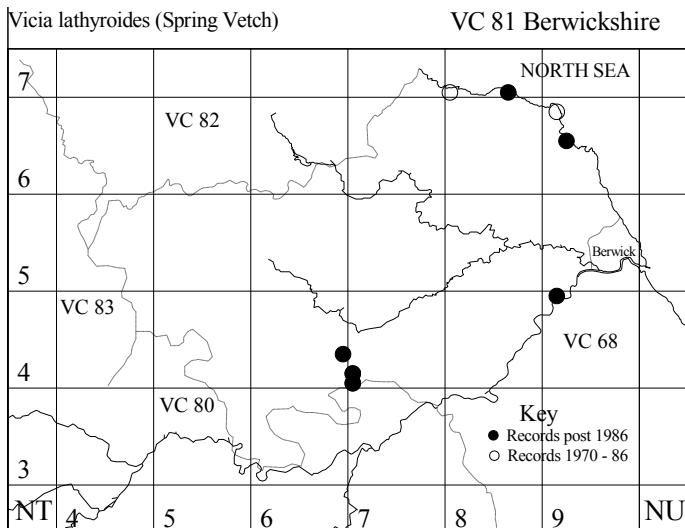 Vicia lathyroides (Spring Vetch)
VC 81 Berwickshire
7
NORTH SEA
VC 82
6
Berwick
5
VC 83
VC 68
4
VC 80
Key
Records post 1986
Records 1970 - 86
3
NT 4 5 6 7 8 9 NU